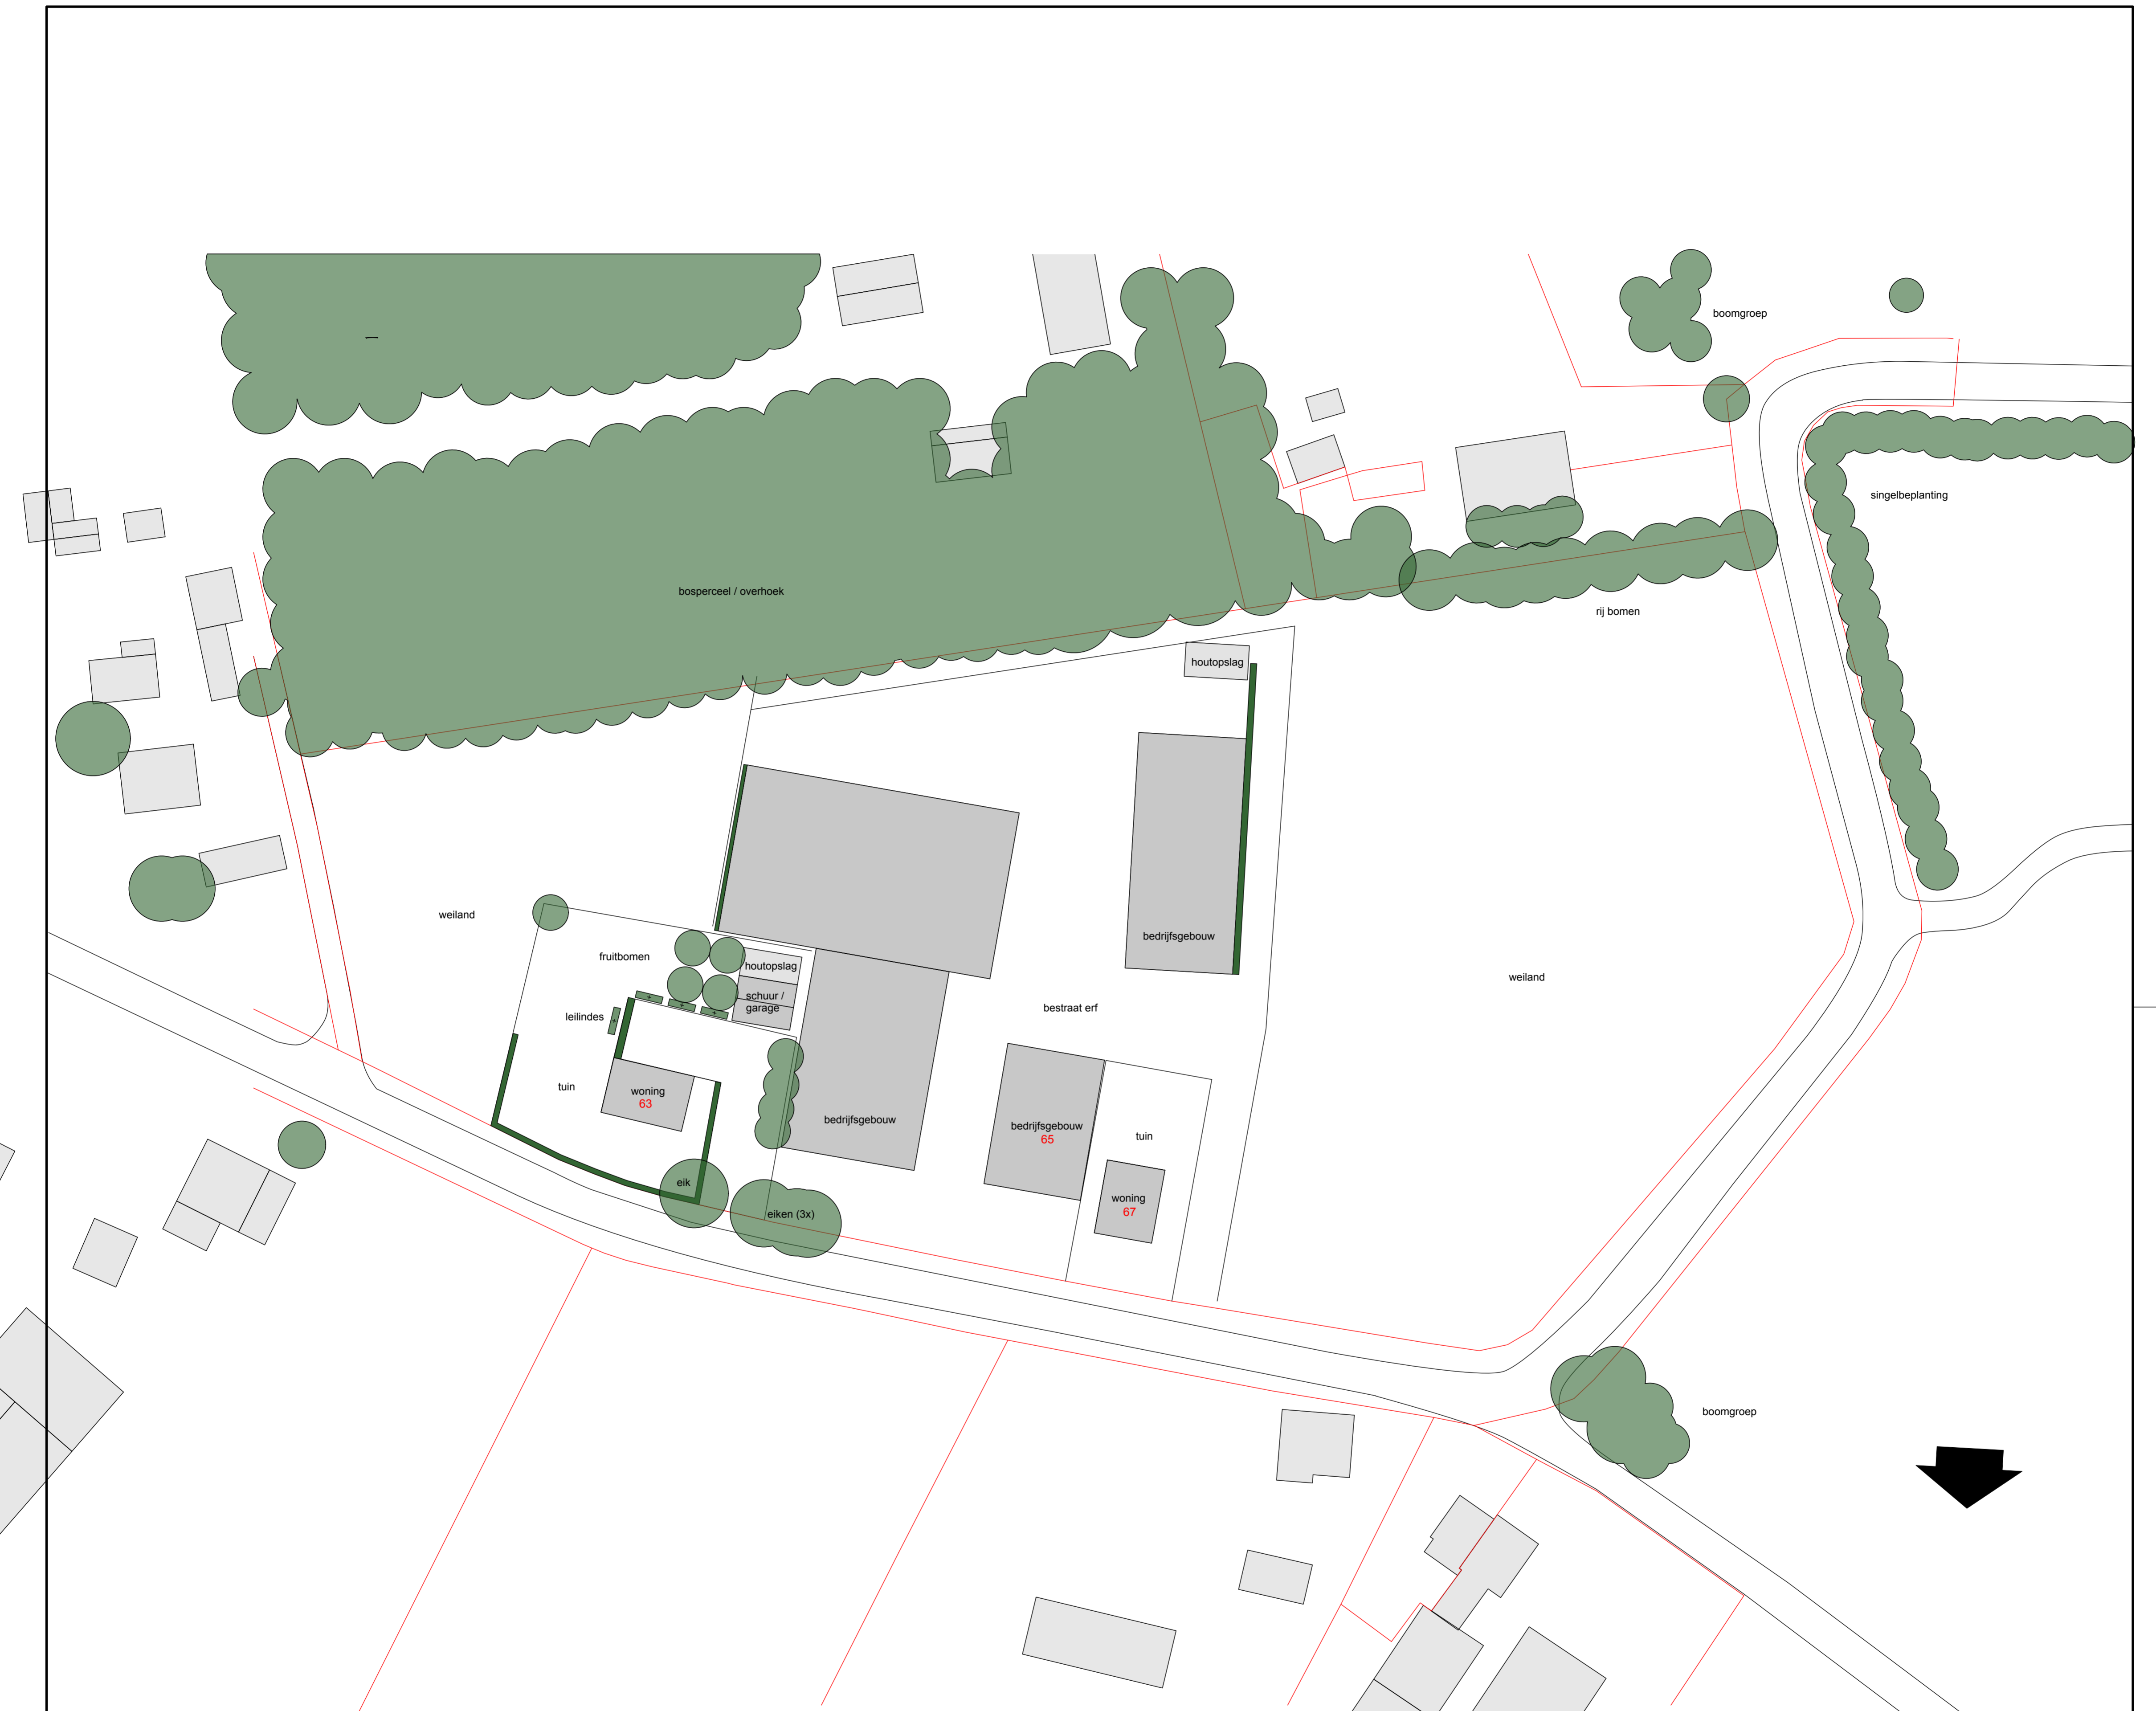 boomgroep
singelbeplanting
bosperceel / overhoek
rij bomen
houtopslag
weiland
bedrijfsgebouw
fruitbomen
houtopslag
weiland
schuur /
garage
bestraat erf
leilindes
tuin
woning
63
bedrijfsgebouw
bedrijfsgebouw
65
tuin
eik
woning
67
eiken (3x)
boomgroep